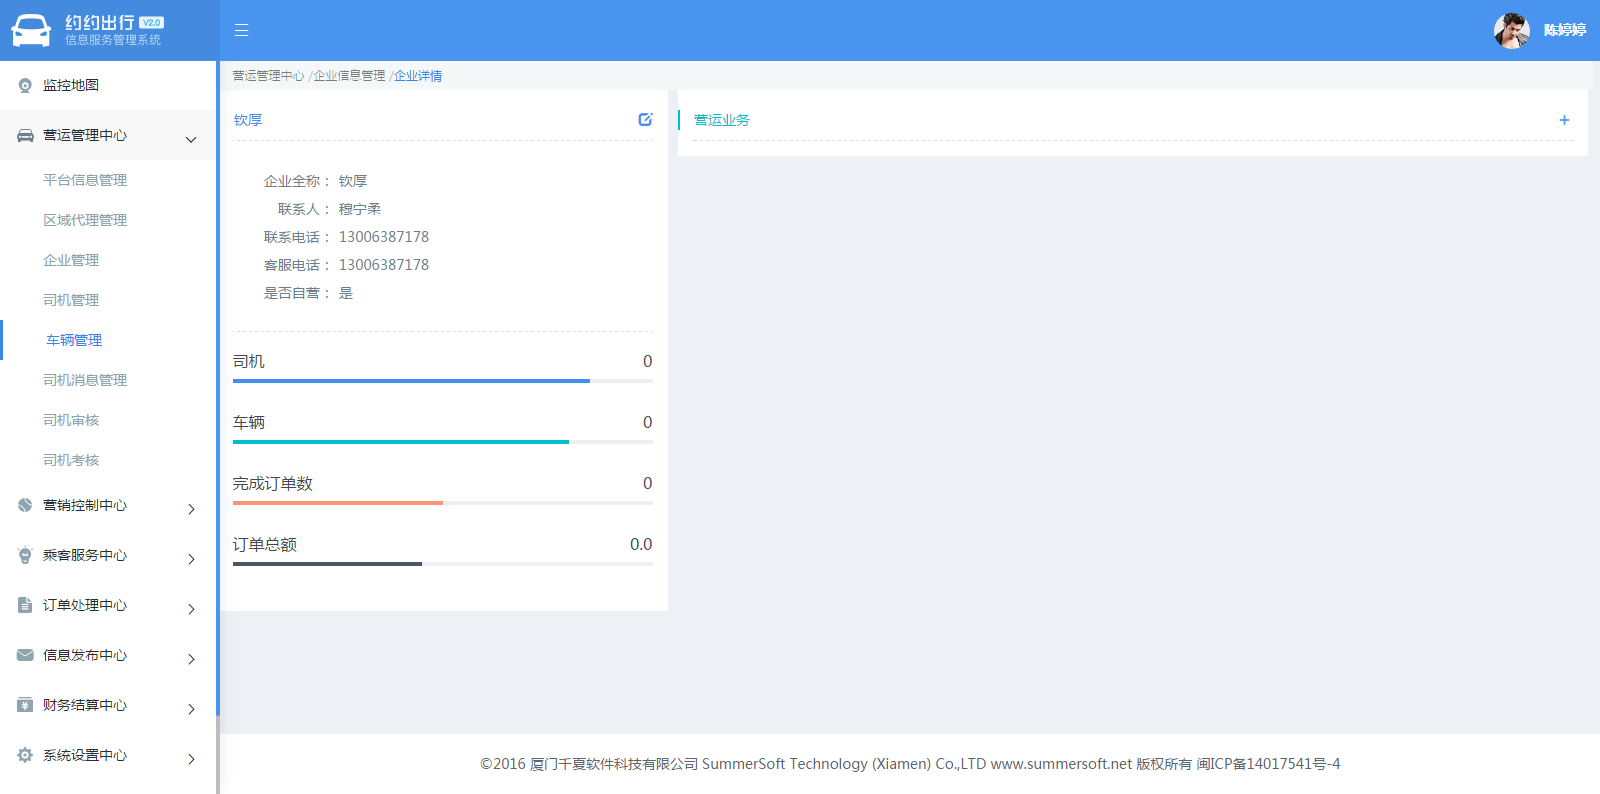 约约出行 V2.0
信息服务管理系统
陈婷婷
监控地图
营运管理中心
平台信息管理
区域代理管理
企业管理
司机管理
车辆管理
司机消息管理
司机审核
司机考核
营销控制中心
乘客服务中心
订单处理中心
信息发布中心
财务结算中心
系统设置中心
营运管理中心 /企业信息管理 /企业详情
钦厚
企业全称： 钦厚
联系人： 穆宁柔
联系电话： 13006387178
客服电话： 13006387178
是否自营： 是
司机 0
车辆 0
完成订单数 0
订单总额 0.0
营运业务 +
©2016 厦门千夏软件科技有限公司 SummerSoft Technology (Xiamen) Co.,LTD www.summersoft.net 版权所有 闽ICP备14017541号-4